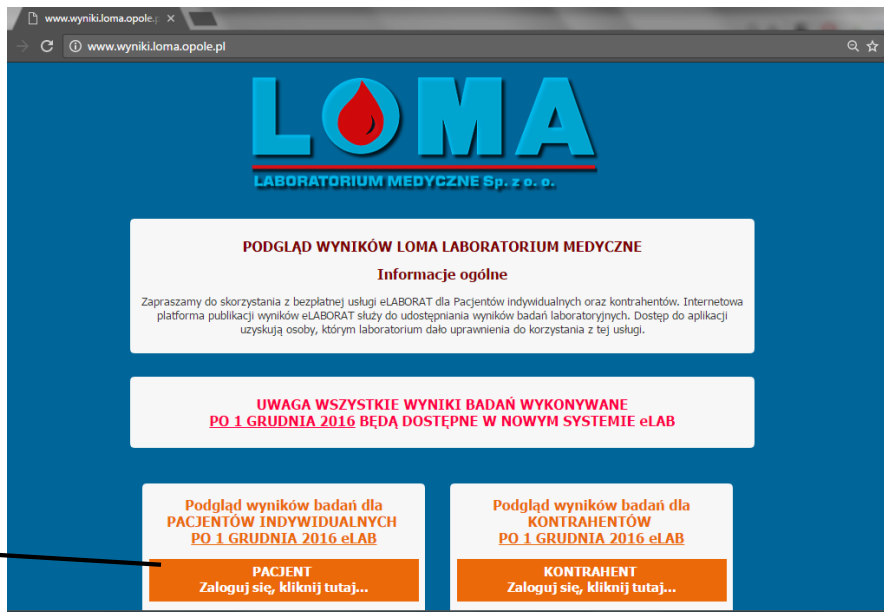 www.wyniki.loma.opole.p
www.wyniki.loma.opole.pl
LOMA
LABORATORIUM MEDYCZNE Sp. z o. o.
PODGLĄD WYNIKÓW LOMA LABORATORIUM MEDYCZNE
Informacje ogólne
Zapraszamy do skorzystania z bezpłatnej usługi eLABORAT dla Pacjentów indywidualnych oraz kontrahentów. Internetowa
platforma publikacji wyników eLABORAT służy do udostępniania wyników badań laboratoryjnych. Dostęp do aplikacji
uzyskują osoby, którym laboratorium dało uprawnienia do korzystania z tej usługi.
UWAGA WSZYSTKIE WYNIKI BADAŃ WYKONYWANE
PO 1 GRUDNIA 2016 BĘDĄ DOSTĘPNE W NOWYM SYSTEMIE eLAB
Podgląd wyników badań dla
PACJENTÓW INDYWIDUALNYCH
PO 1 GRUDNIA 2016 eLAB
PACJENT
Zaloguj się, kliknij tutaj...
Podgląd wyników badań dla
KONTRAHENTÓW
PO 1 GRUDNIA 2016 eLAB
KONTRAHENT
Zaloguj się, kliknij tutaj...